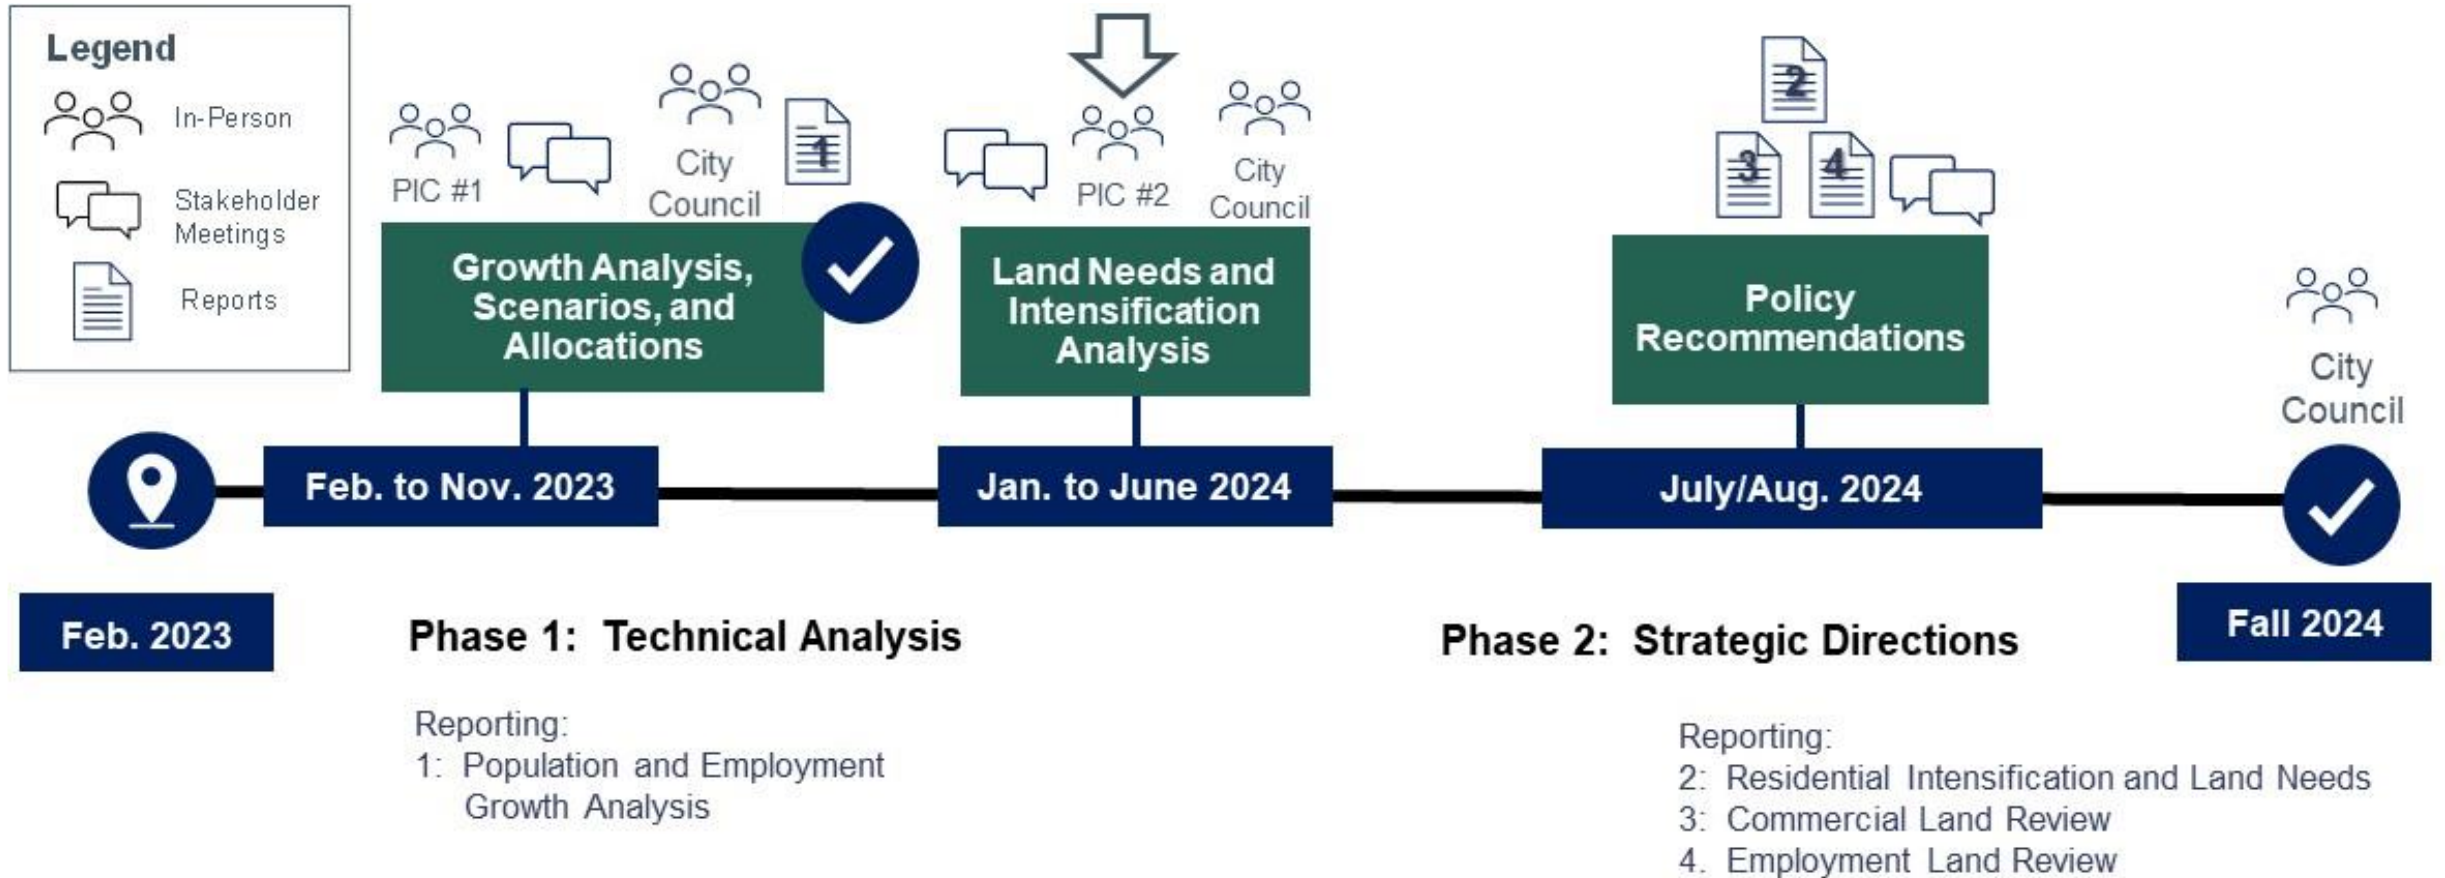 Legend
In-Person
Stakeholder
Meetings
Reports
PIC #1
City
Council
1
Growth Analysis,
Scenarios, and
Allocations
PIC #2
City
Council
Land Needs and
Intensification
Analysis
2
3
4
Policy
Recommendations
City
Council
Feb. to Nov. 2023
Jan. to June 2024
July/Aug. 2024
Feb. 2023
Fall 2024
Phase 1: Technical Analysis
Reporting:
1: Population and Employment
Growth Analysis
Phase 2: Strategic Directions
Reporting:
2: Residential Intensification and Land Needs
3: Commercial Land Review
4. Employment Land Review